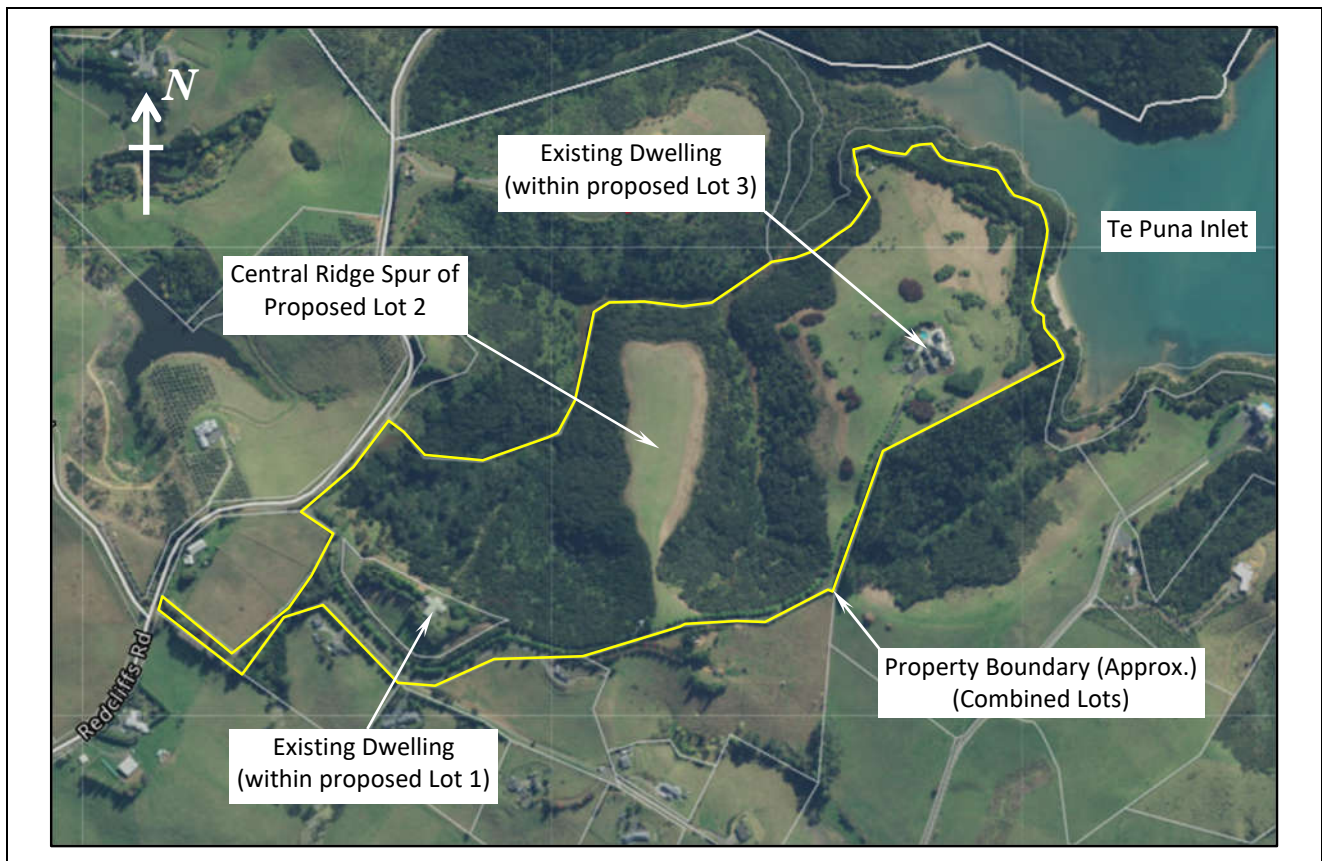 N
Existing Dwelling
(within proposed Lot 3)
Te Puna Inlet
Central Ridge Spur of
Proposed Lot 2
Redcliffs Rd
Property Boundary (Approx.)
(Combined Lots)
Existing Dwelling
(within proposed Lot 1)